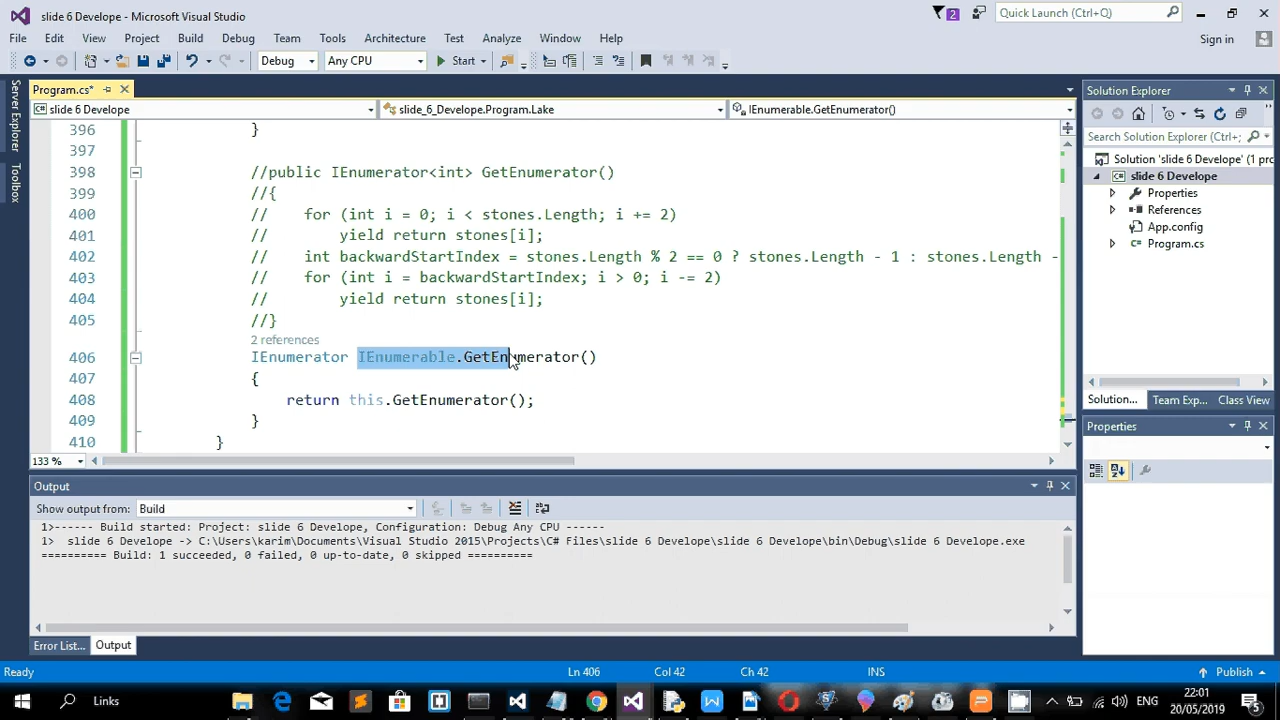 slide 6 Develope - Microsoft Visual Studio
2
Quick Launch (Ctrl+Q)
File Edit View Project Build Debug Team Tools Architecture Test Analyze Window Help
Sign in
Debug Any CPU Start
Program.cs*
slide 6 Develope slide_6_Develope.Program.Lake IEnumerable.GetEnumerator()
Server Explorer
Toolbox
396 }
397
398 //public IEnumerator<int> GetEnumerator()
399 //{
400 // for (int i = 0; i < stones.Length; i += 2)
401 // yield return stones[i];
402 // int backwardStartIndex = stones.Length % 2 == 0 ? stones.Length - 1 : stones.Length -
403 // for (int i = backwardStartIndex; i > 0; i -= 2)
404 // yield return stones[i];
405 //}
2 references
406 IEnumerator IEnumerable.GetEnumerator()
407 {
408 return this.GetEnumerator();
409 }
410 }
133 %
Solution Explorer
Search Solution Explorer (Ctrl+;
Solution 'slide 6 Develope' (1 pro
slide 6 Develope
Properties
References
App.config
Program.cs
Solution... Team Exp... Class View
Properties
Output
Show output from: Build
1>------ Build started: Project: slide 6 Develope, Configuration: Debug Any CPU ------
1> slide 6 Develope -> C:\Users\karim\Documents\Visual Studio 2015\Projects\C# Files\slide 6 Develope\slide 6 Develope\bin\Debug\slide 6 Develope.exe
========== Build: 1 succeeded, 0 failed, 0 up-to-date, 0 skipped ==========
Error List... Output
Ready Ln 406 Col 42 Ch 42 INS Publish
Links
ENG
22:01
20/05/2019
5